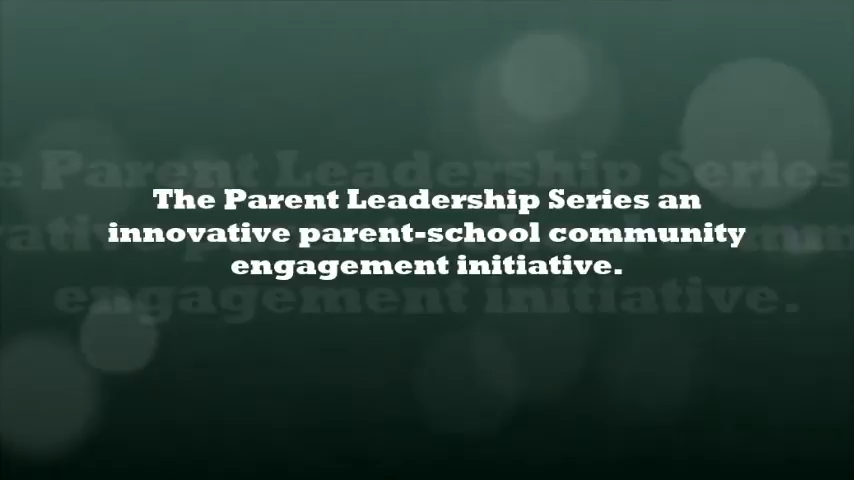 The Parent Leadership Series an
innovative parent-school community
engagement initiative.